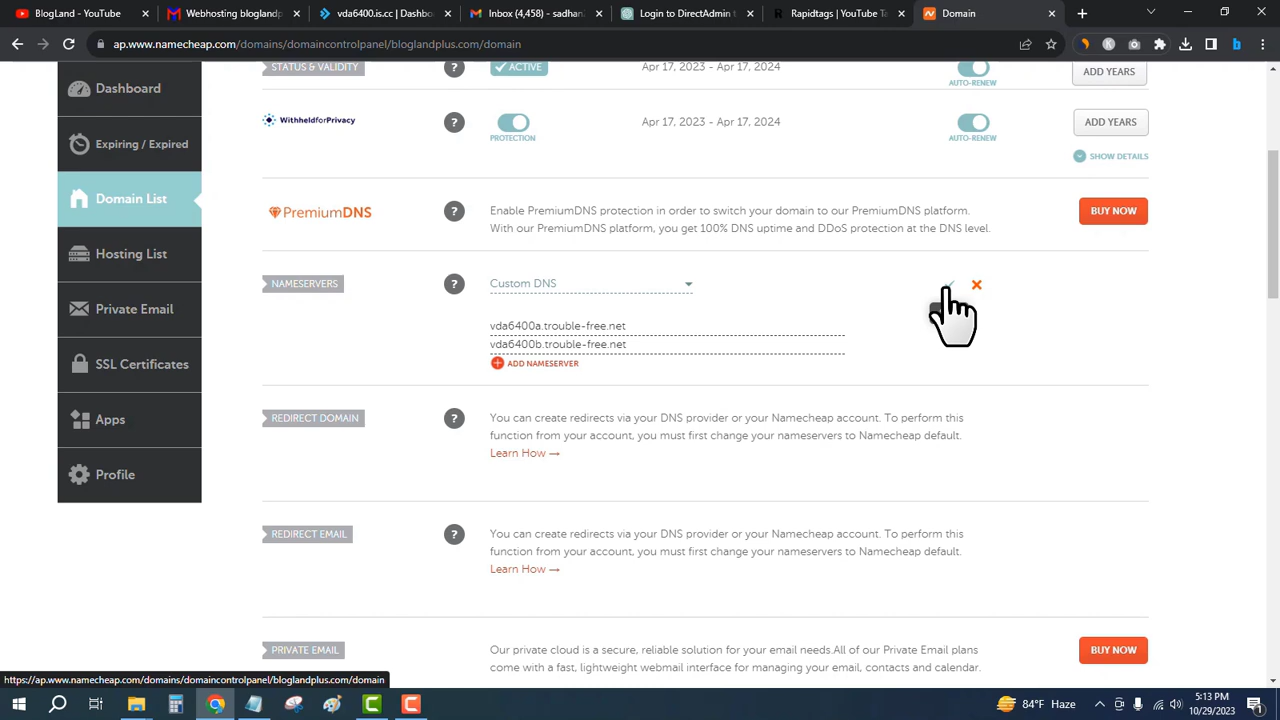 BlogLand - YouTube
Webhosting bloglandp
vda6400.is.cc | Dashbo
Inbox (4,458) - sadhana
Login to DirectAdmin
Rapidtags | YouTube Te
Domain
ap.www.namecheap.com/domains/domaincontrolpanel/bloglandplus.com/domain
Dashboard
Expiring / Expired
Domain List
Hosting List
Private Email
SSL Certificates
Apps
Profile
STATUS & VALIDITY
?
ACTIVE
Apr 17, 2023 - Apr 17, 2024
AUTO-RENEW
ADD YEARS
WithheldforPrivacy
?
PROTECTION
Apr 17, 2023 - Apr 17, 2024
AUTO-RENEW
ADD YEARS
SHOW DETAILS
PremiumDNS
?
Enable PremiumDNS protection in order to switch your domain to our PremiumDNS platform.
With our PremiumDNS platform, you get 100% DNS uptime and DDoS protection at the DNS level.
BUY NOW
NAMESERVERS
?
Custom DNS
vda6400a.trouble-free.net
vda6400b.trouble-free.net
ADD NAMESERVER
REDIRECT DOMAIN
?
You can create redirects via your DNS provider or your Namecheap account. To perform this
function from your account, you must first change your nameservers to Namecheap default.
Learn How →
REDIRECT EMAIL
?
You can create redirects via your DNS provider or your Namecheap account. To perform this
function from your account, you must first change your nameservers to Namecheap default.
Learn How →
PRIVATE EMAIL
Our private cloud is a secure, reliable solution for your email needs.All of our Private Email plans
come with a fast, lightweight webmail interface for managing your email, contacts and calendar.
BUY NOW
https://ap.www.namecheap.com/domains/domaincontrolpanel/bloglandplus.com/domain
84°F Haze
5:13 PM
10/29/2023